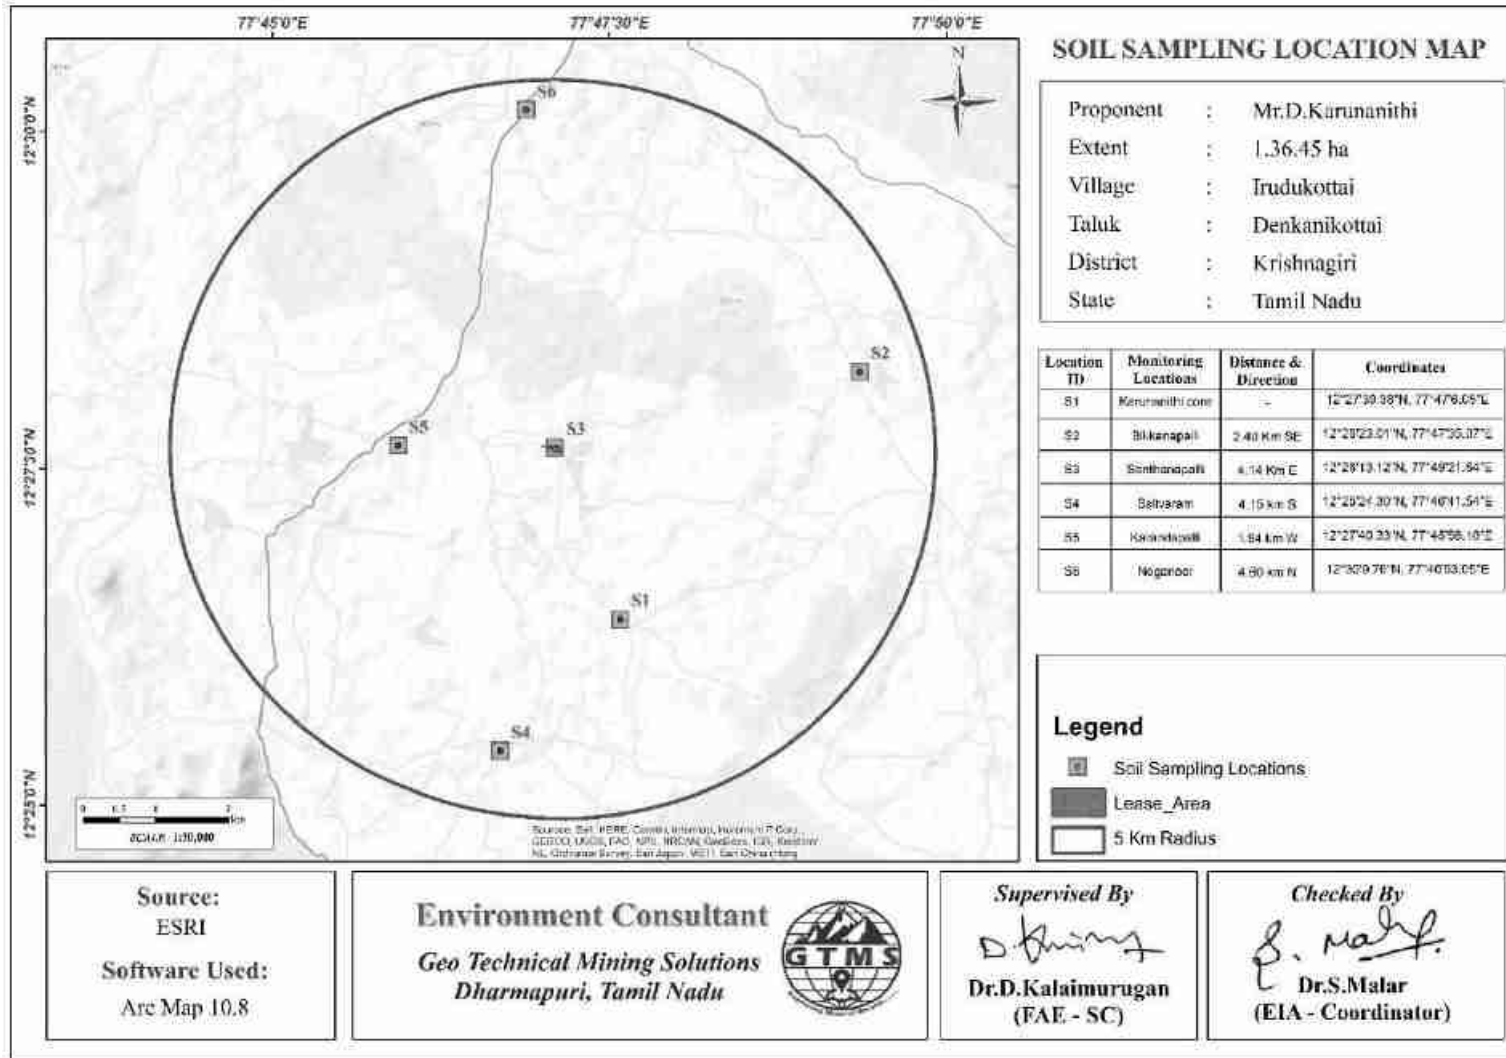 77°45'0"E
77°47'30"E
77°50'0"E
12°30'0"N
12°27'30"N
12°25'0"N
N
S6
S2
S5
S3
S1
S4
SOIL SAMPLING LOCATION MAP
Proponent : Mr.D.Karunanithi
Extent : 1.36.45 ha
Village : Irudukottai
Taluk : Denkanikottai
District : Krishnagiri
State : Tamil Nadu
Location ID Monitoring Locations Distance & Direction Coordinates
S1 Karunanithi core -
S2 2.40 Km SE
S3 4.14 Km E
S4 4.15 km S
S5 km W
S6 Noganoor km N
Legend
Soil Sampling Locations
Lease_Area
5 Km Radius
Source:
ESRI
Software Used:
Arc Map 10.8
Environment Consultant
Geo Technical Mining Solutions
Dharmapuri, Tamil Nadu
GTMS
Supervised By
Dr.D.Kalaimurugan
(FAE - SC)
Checked By
Dr.S.Malar
(EIA - Coordinator)